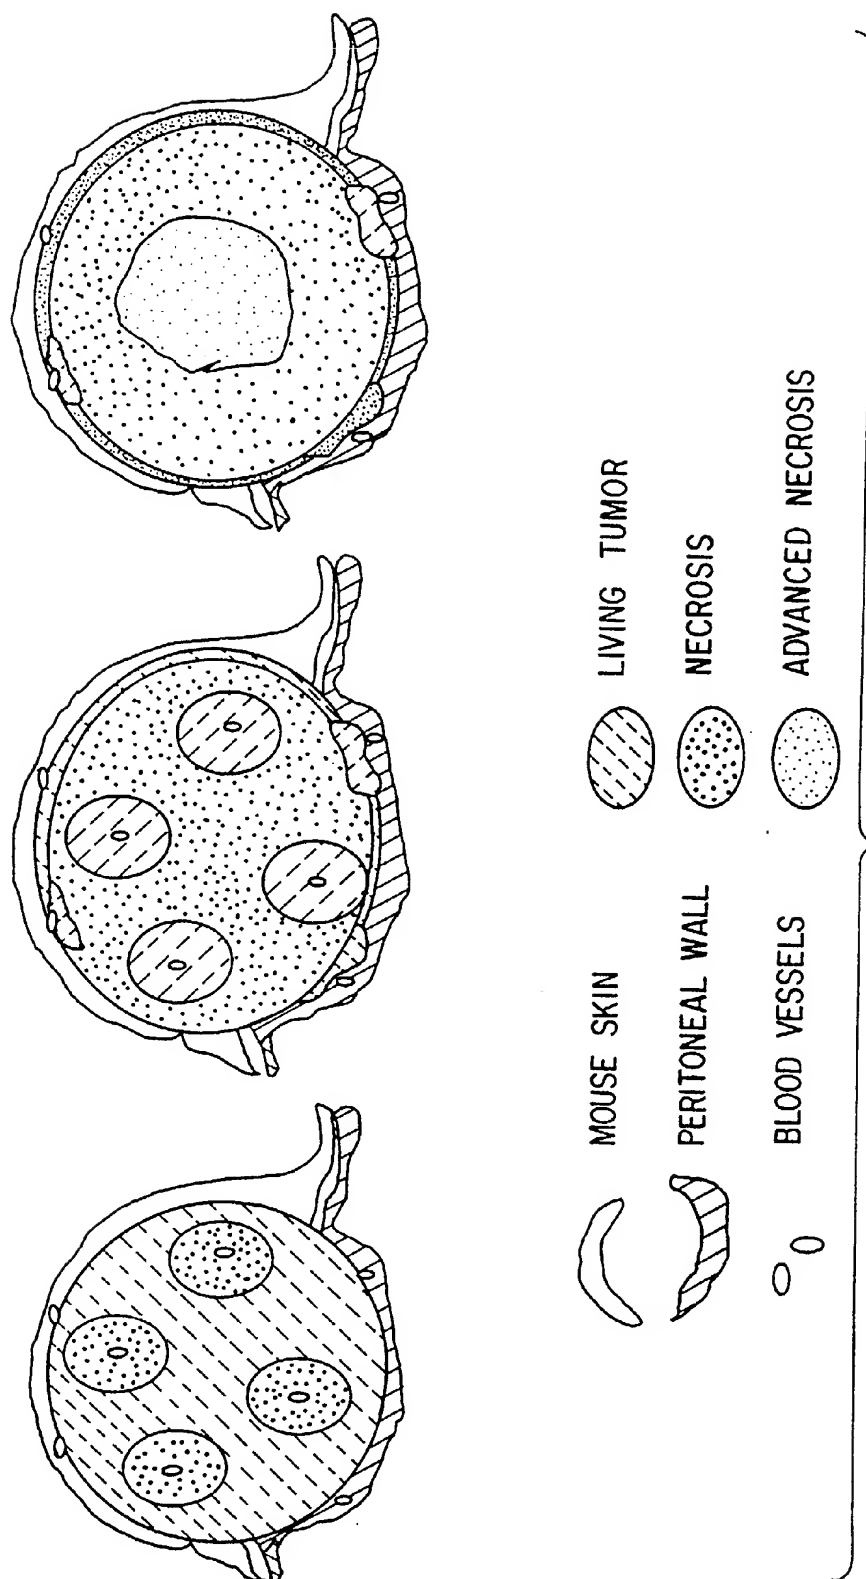 MOUSE SKIN
PERITONEAL WALL
BLOOD VESSELS
LIVING TUMOR
NECROSIS
ADVANCED NECROSIS